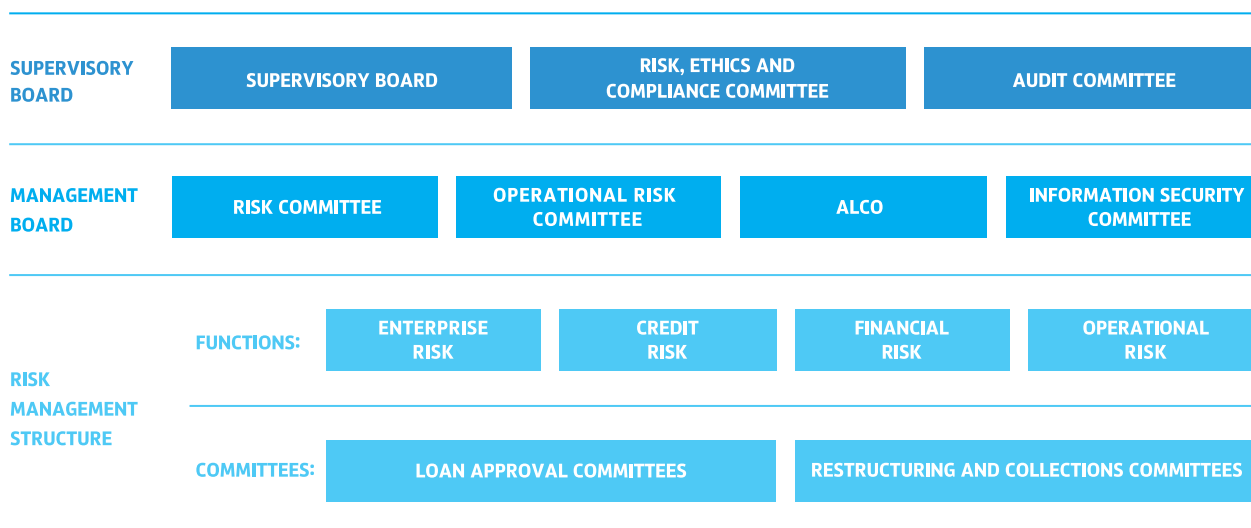 SUPERVISORY
BOARD
SUPERVISORY BOARD
RISK, ETHICS AND
COMPLIANCE COMMITTEE
AUDIT COMMITTEE
MANAGEMENT
BOARD
RISK COMMITTEE
OPERATIONAL RISK
COMMITTEE
ALCO
INFORMATION SECURITY
COMMITTEE
RISK
MANAGEMENT
STRUCTURE
FUNCTIONS:
ENTERPRISE
RISK
CREDIT
RISK
FINANCIAL
RISK
OPERATIONAL
RISK
COMMITTEES:
LOAN APPROVAL COMMITTEES
RESTRUCTURING AND COLLECTIONS COMMITTEES